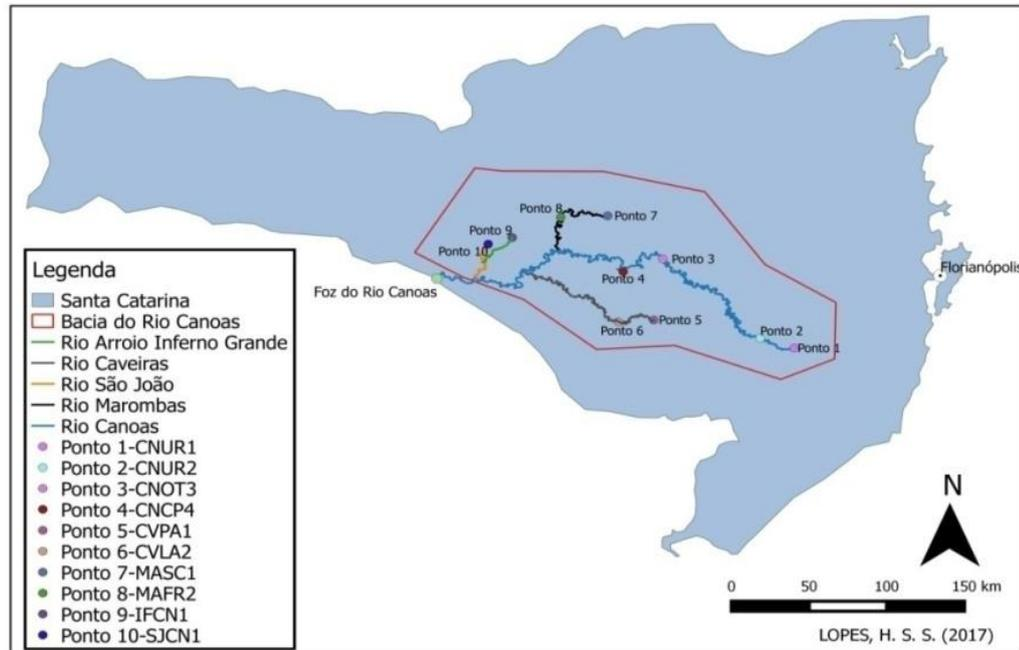 Ponto 8
Ponto 7
Ponto 9
Ponto 10
Ponto 3
Ponto 4
Florianópolis
Foz do Rio Canoas
Ponto 5
Ponto 6
Ponto 2
Ponto 1
Legenda
Santa Catarina
Bacia do Rio Canoas
Rio Arroio Inferno Grande
Rio Caveiras
Rio São João
Rio Marombas
Rio Canoas
Ponto 1-CNUR1
Ponto 2-CNUR2
Ponto 3-CNOT3
Ponto 4-CNCP4
Ponto 5-CVPA1
Ponto 6-CVLA2
Ponto 7-MASC1
Ponto 8-MAFR2
Ponto 9-IFCN1
Ponto 10-SJCN1
N
0 50 100 150 km
LOPES, H. S. S. (2017)